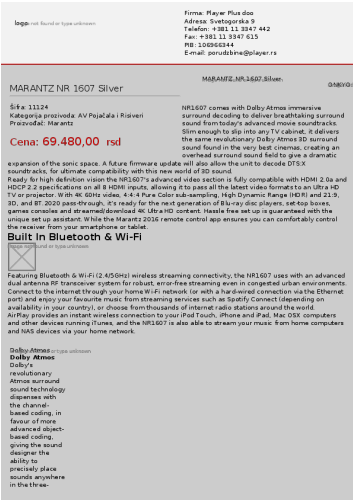 Firma: Player Plus doo
Adresa: Svetogorska 9
Telefon: +381 11 3347 442
Fax: +381 11 3347 615
PIB: 106966344
E-mail: porudzbine@player.rs
logo not found or type unknown
MARANTZ NR 1607 Silver
MARANTZ NR 1607 Silver
Šifra: 11124
Kategorija proizvoda: AV Pojačala i Risiveri
Proizvođač: Marantz
Cena: 69.480,00 rsd
NR1607 comes with Dolby Atmos immersive
surround decoding to deliver breathtaking surround
sound from today's advanced movie soundtracks.
Slim enough to slip into any TV cabinet, it delivers
the same revolutionary Dolby Atmos 3D surround
sound found in the very best cinemas, creating an
overhead surround sound field to give a dramatic
expansion of the sonic space. A future firmware update will also allow the unit to decode DTS:X
soundtracks, for ultimate compatibility with this new world of 3D sound.
Ready for high definition vision the NR1607's advanced video section is fully compatible with HDMI 2.0a and
HDCP 2.2 specifications on all 8 HDMI inputs, allowing it to pass all the latest video formats to an Ultra HD
TV or projector. With 4K 60Hz video, 4:4:4 Pure Color sub-sampling, High Dynamic Range (HDR) and 21:9,
3D, and BT.2020 pass-through, it's ready for the next generation of Blu-ray disc players, set-top boxes,
games consoles and streamed/download 4K Ultra HD content. Hassle free set up is guaranteed with the
unique set up assistant. While the Marantz 2016 remote control app ensures you can comfortably control
the receiver from your smartphone or tablet.
Built In Bluetooth & Wi-Fi
Image not found or type unknown
Featuring Bluetooth & Wi-Fi (2.4/5GHz) wireless streaming connectivity, the NR1607 uses with an advanced
dual antenna RF transceiver system for robust, error-free streaming even in congested urban environments.
Connect to the internet through your home Wi-Fi network (or with a hard-wired connection via the Ethernet
port) and enjoy your favourite music from streaming services such as Spotify Connect (depending on
availability in your country), or choose from thousands of internet radio stations around the world.
AirPlay provides an instant wireless connection to your iPod Touch, iPhone and iPad, Mac OSX computers
and other devices running iTunes, and the NR1607 is also able to stream your music from home computers
and NAS devices via your home network.
Dolby Atmos or type unknown
Dolby Atmos
Dolby's
revolutionary
Atmos surround
sound technology
dispenses with
the channel-
based coding, in
favour of more
advanced object-
based coding,
giving the sound
designer the
ability to
precisely place
sounds anywhere
in the three-